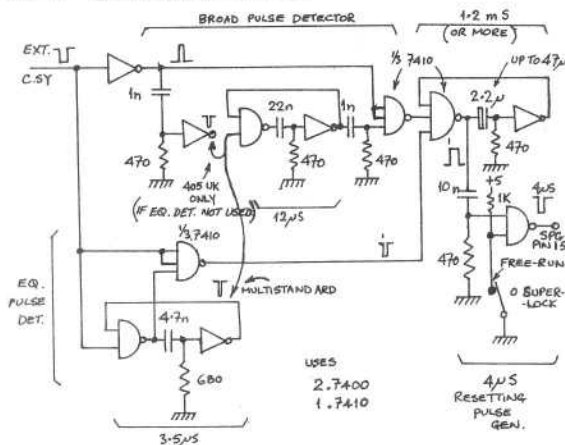 BROAD PULSE DETECTOR
1·2 mS
(OR MORE)
EXT.
C.SY
1/3 7410
UP TO 47μ
1n
22n
1n
2·2μ
470
470
470
470
405 UK
ONLY
(IF EQ. DET. NOT USED)
12μS
10n
+5
1K
4μS
SPG
PIN 15
1/3 7410
470
FREE-RUN
SUPER-
-LOCK
EQ.
PULSE
DET.
MULTISTANDARD
4·7n
680
3·5μS
USES
2.7400
1.7410
4μS
RESETTING
PULSE
GEN.